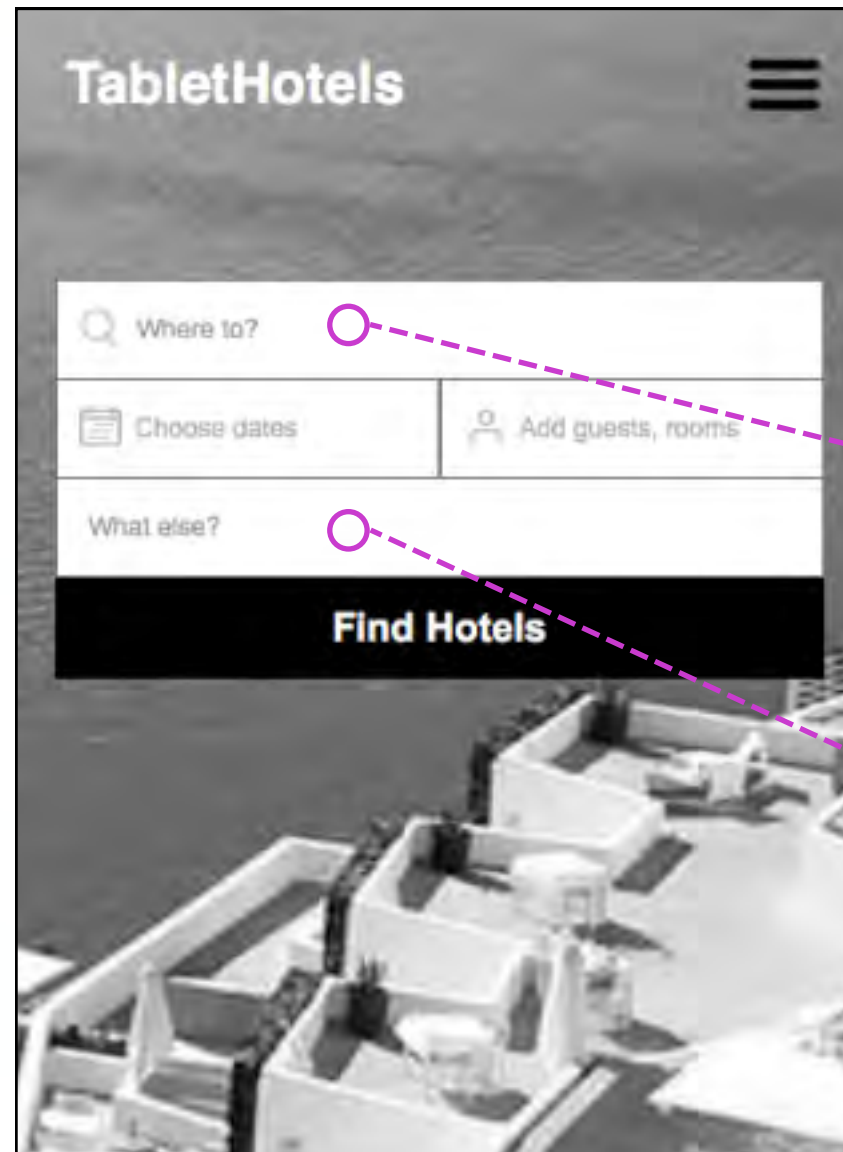 TabletHotels
Where to?
Choose dates
Add guests, rooms
What else?
Find Hotels